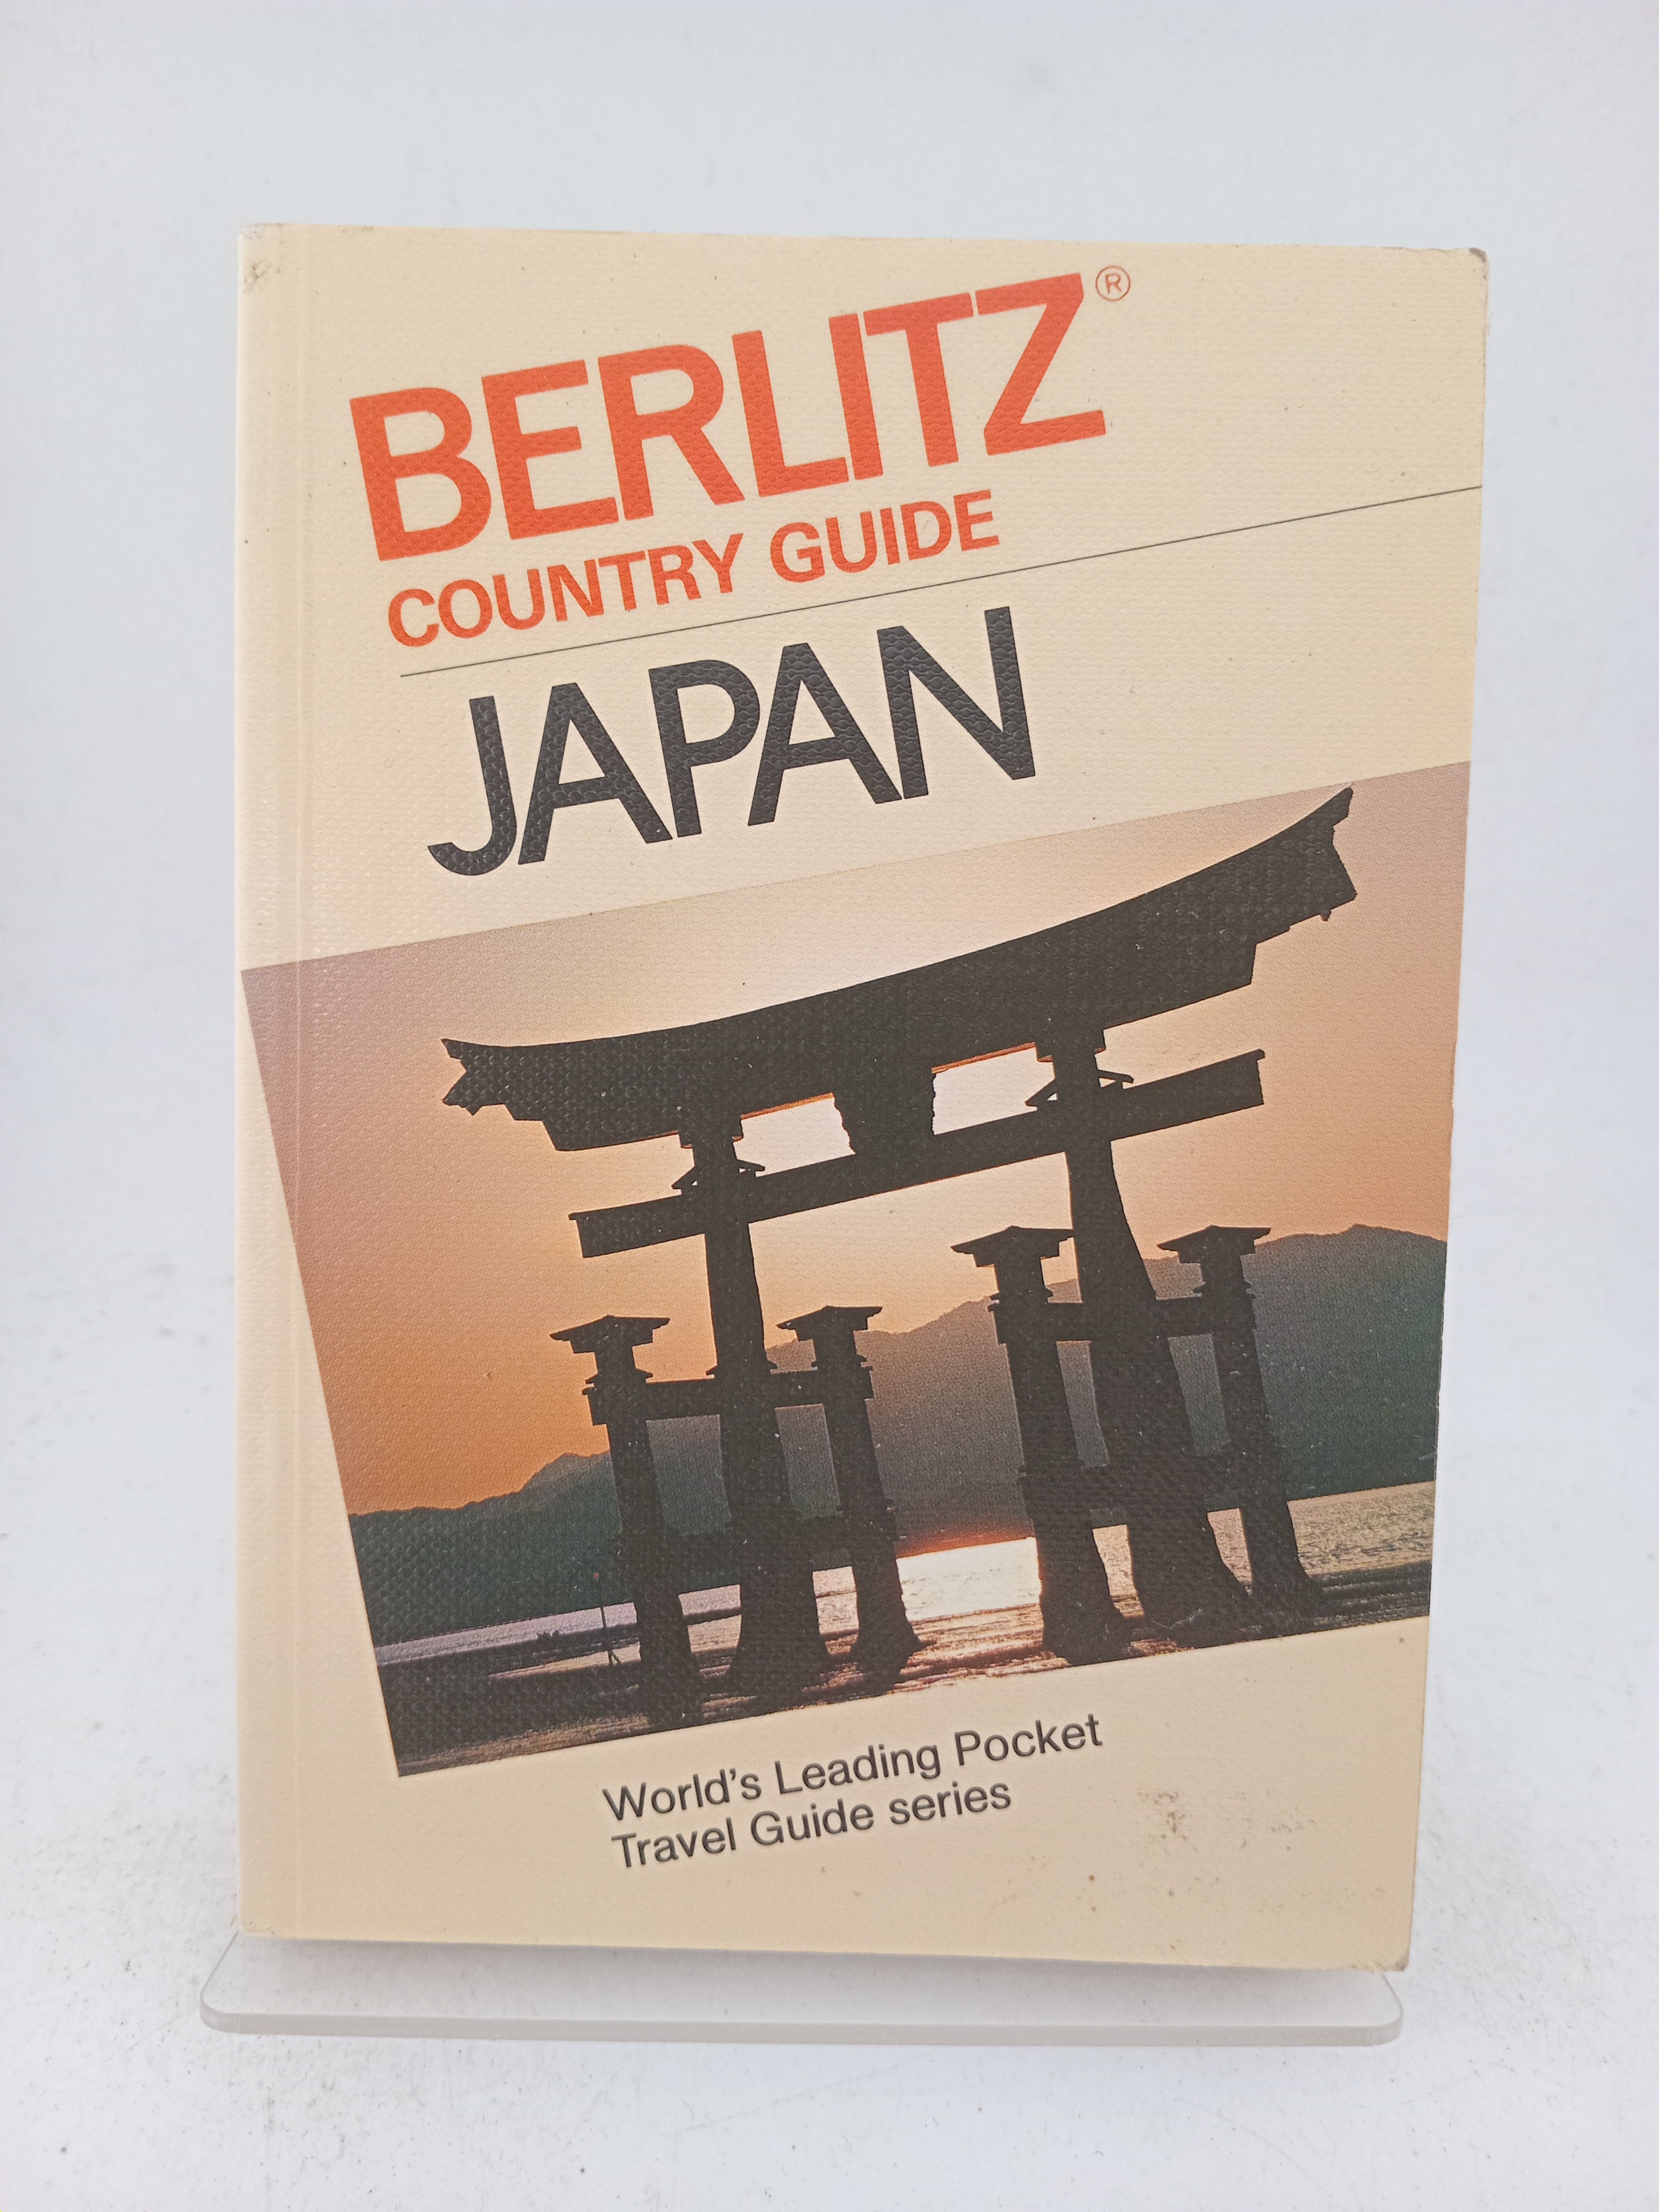 BERLITZ®
COUNTRY GUIDE
JAPAN
World's Leading Pocket
Travel Guide series